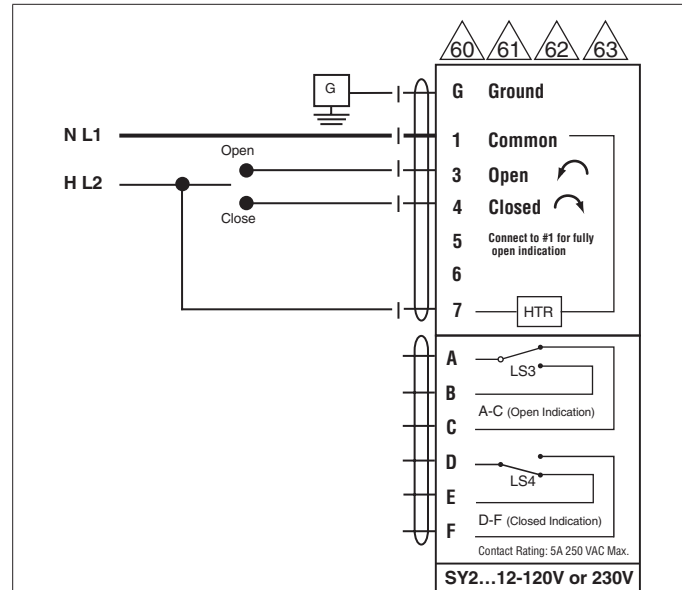 60 61 62 63
G
G Ground
N L1
1 Common
Open
3 Open
H L2
4 Closed
Close
5 Connect to #1 for fully
open indication
6
7 HTR
A
LS3
B
A-C (Open Indication)
C
D
LS4
E
D-F (Closed Indication)
F
Contact Rating: 5A 250 VAC Max.
SY2...12-120V or 230V